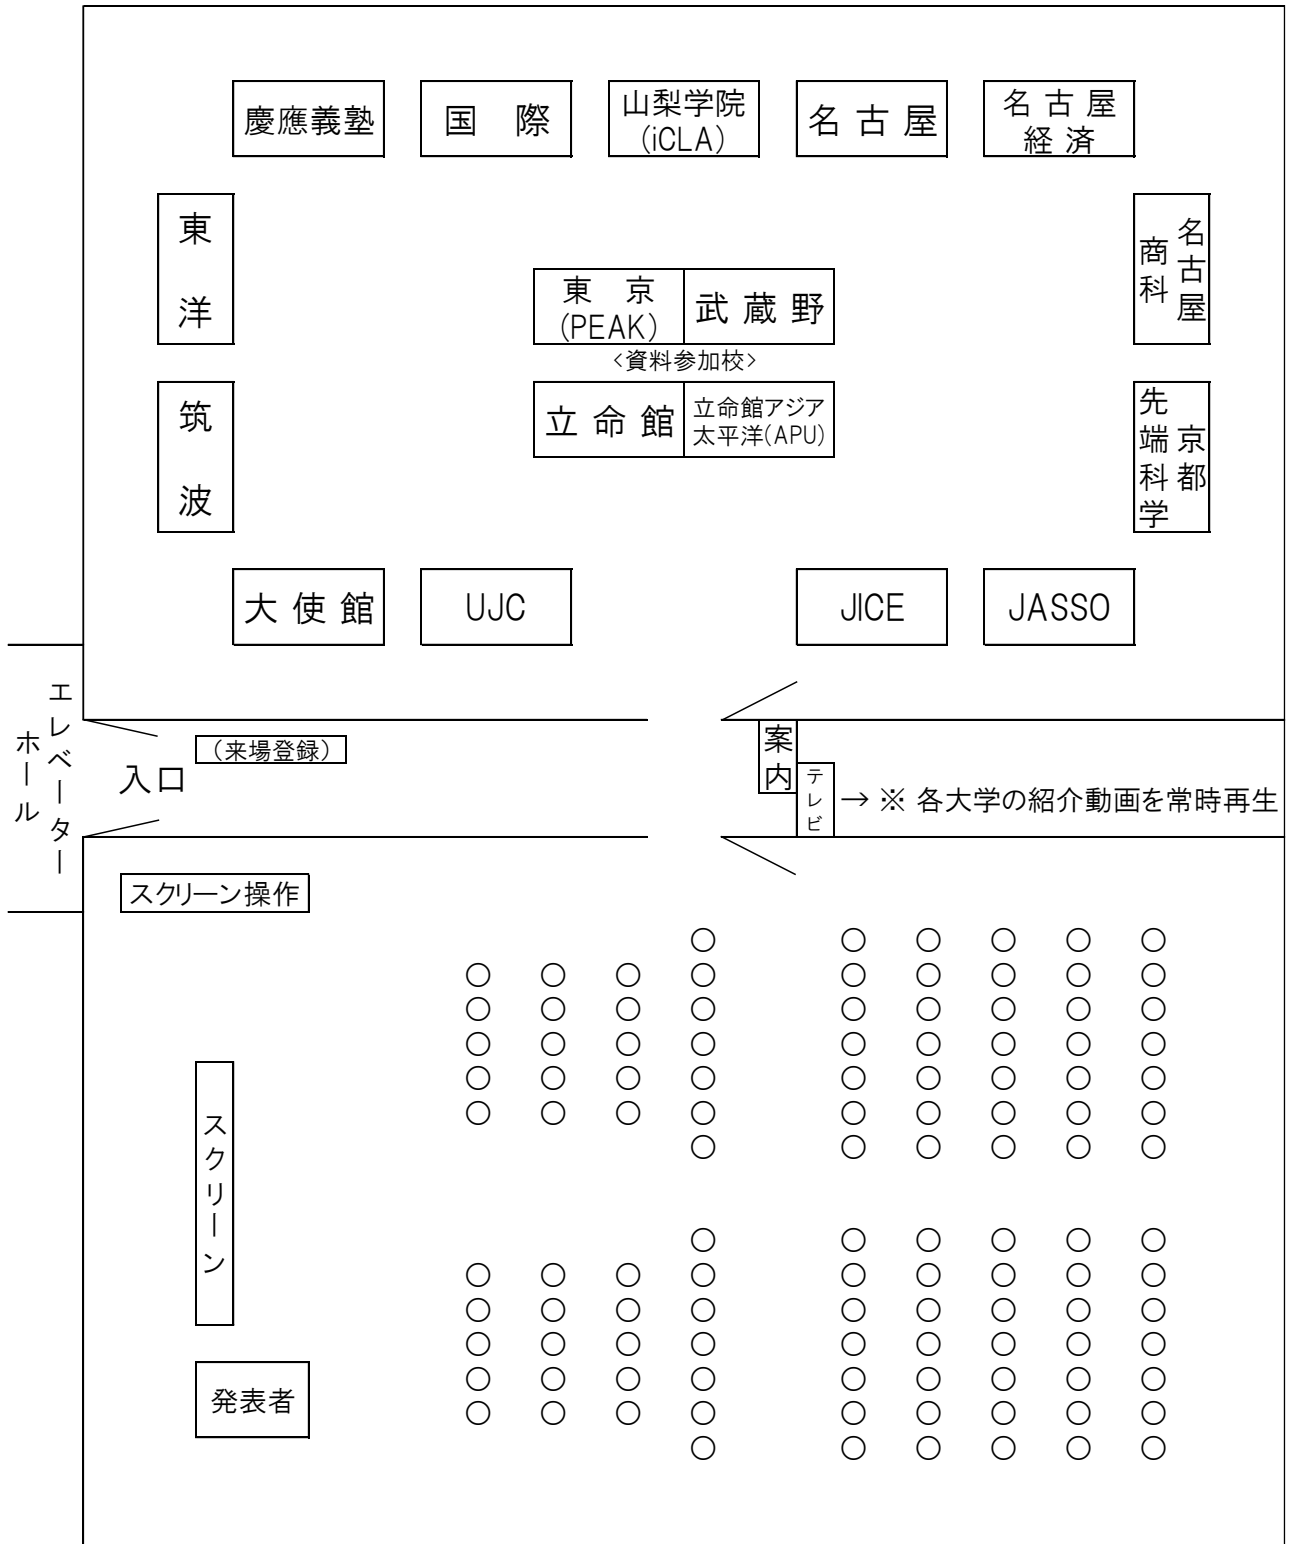 慶應義塾
国 際
山梨学院
(iCLA)
名 古 屋
名 古 屋
経 済
東 洋
名古屋
商科
東 京
(PEAK)
武 蔵 野
<資料参加校>
立 命 館
立命館アジア
太平洋(APU)
筑 波
京都
先端科学
大 使 館
UJC
JICE
JASSO
エレベーター
ホール
入口
(来場登録)
案内
テレビ
→ ※ 各大学の紹介動画を常時再生
スクリーン操作
スクリーン
発表者